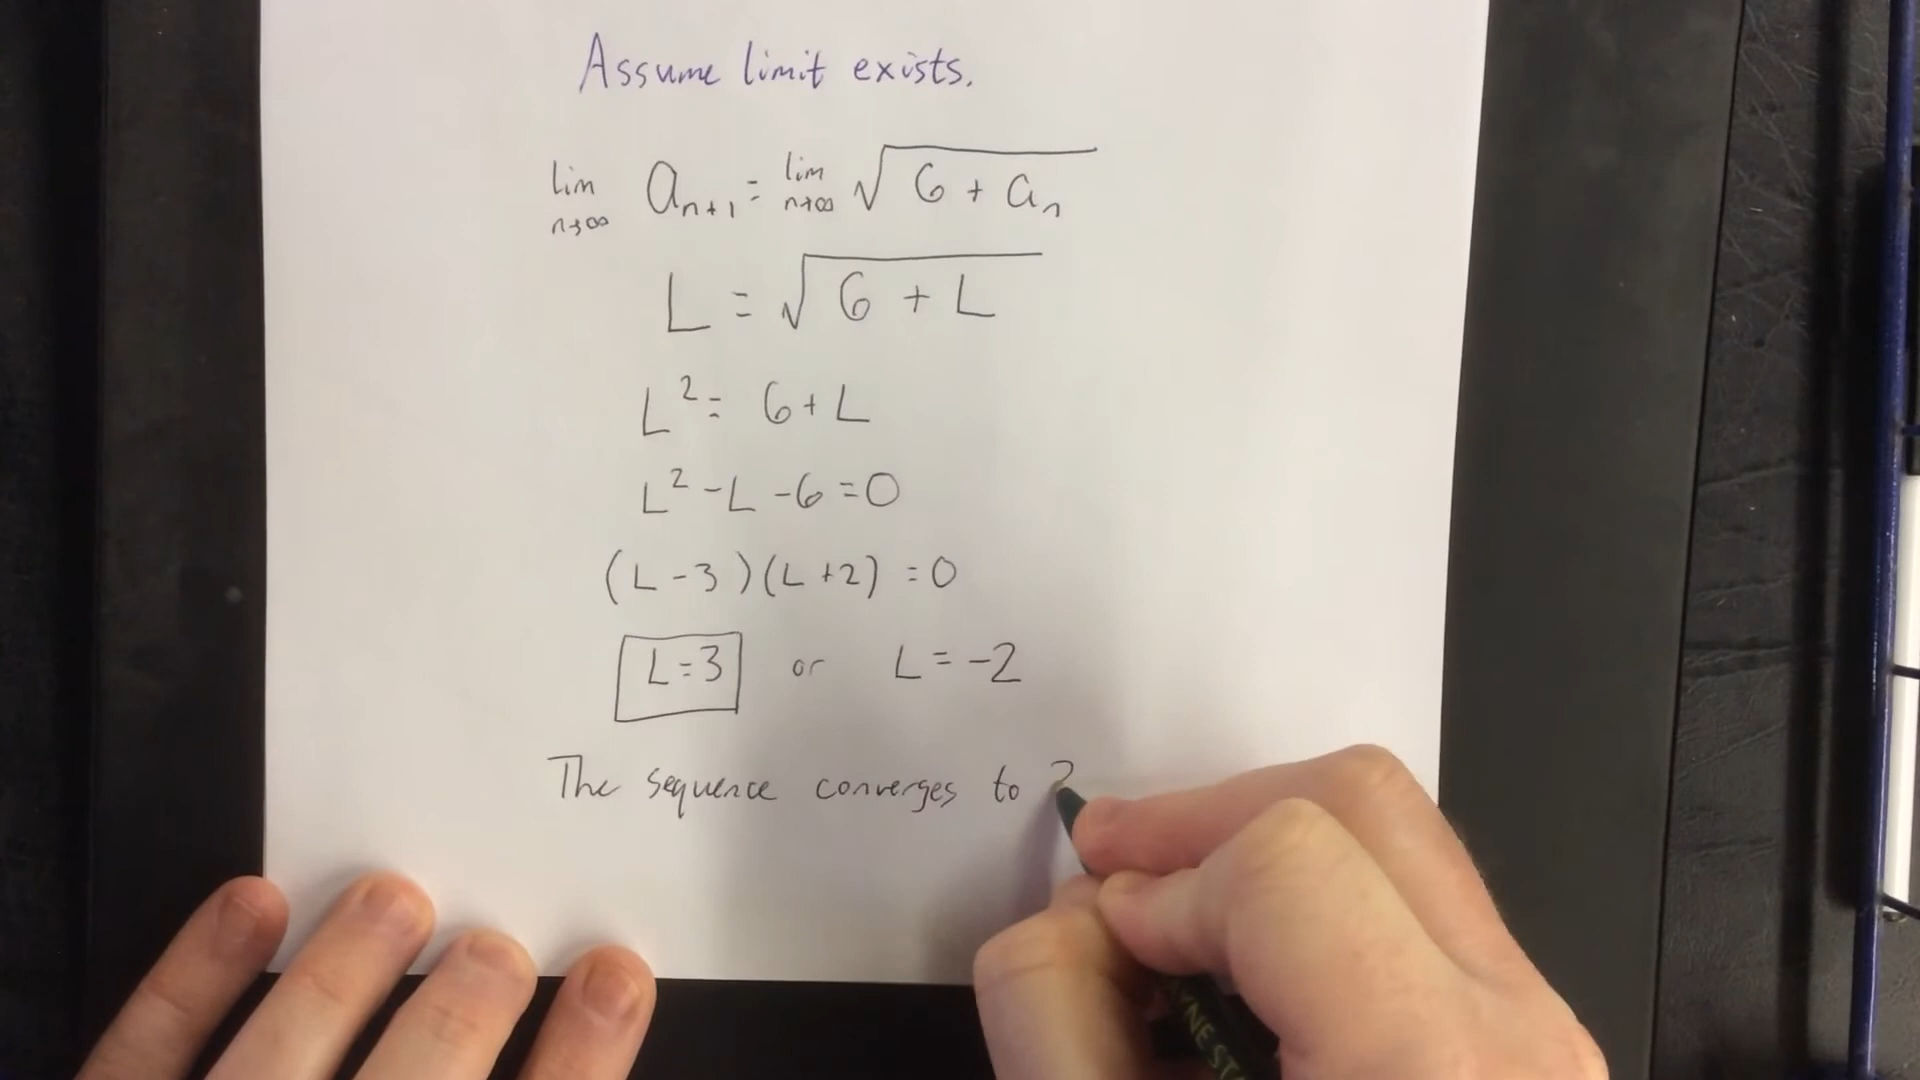 Assume limit exists.
lim n→∞ a_{n+1} = lim n→∞ √(6 + a_n)
L = √(6 + L)
L² = 6 + L
L² - L - 6 = 0
(L - 3)(L + 2) = 0
L = 3 or L = -2
The sequence converges to